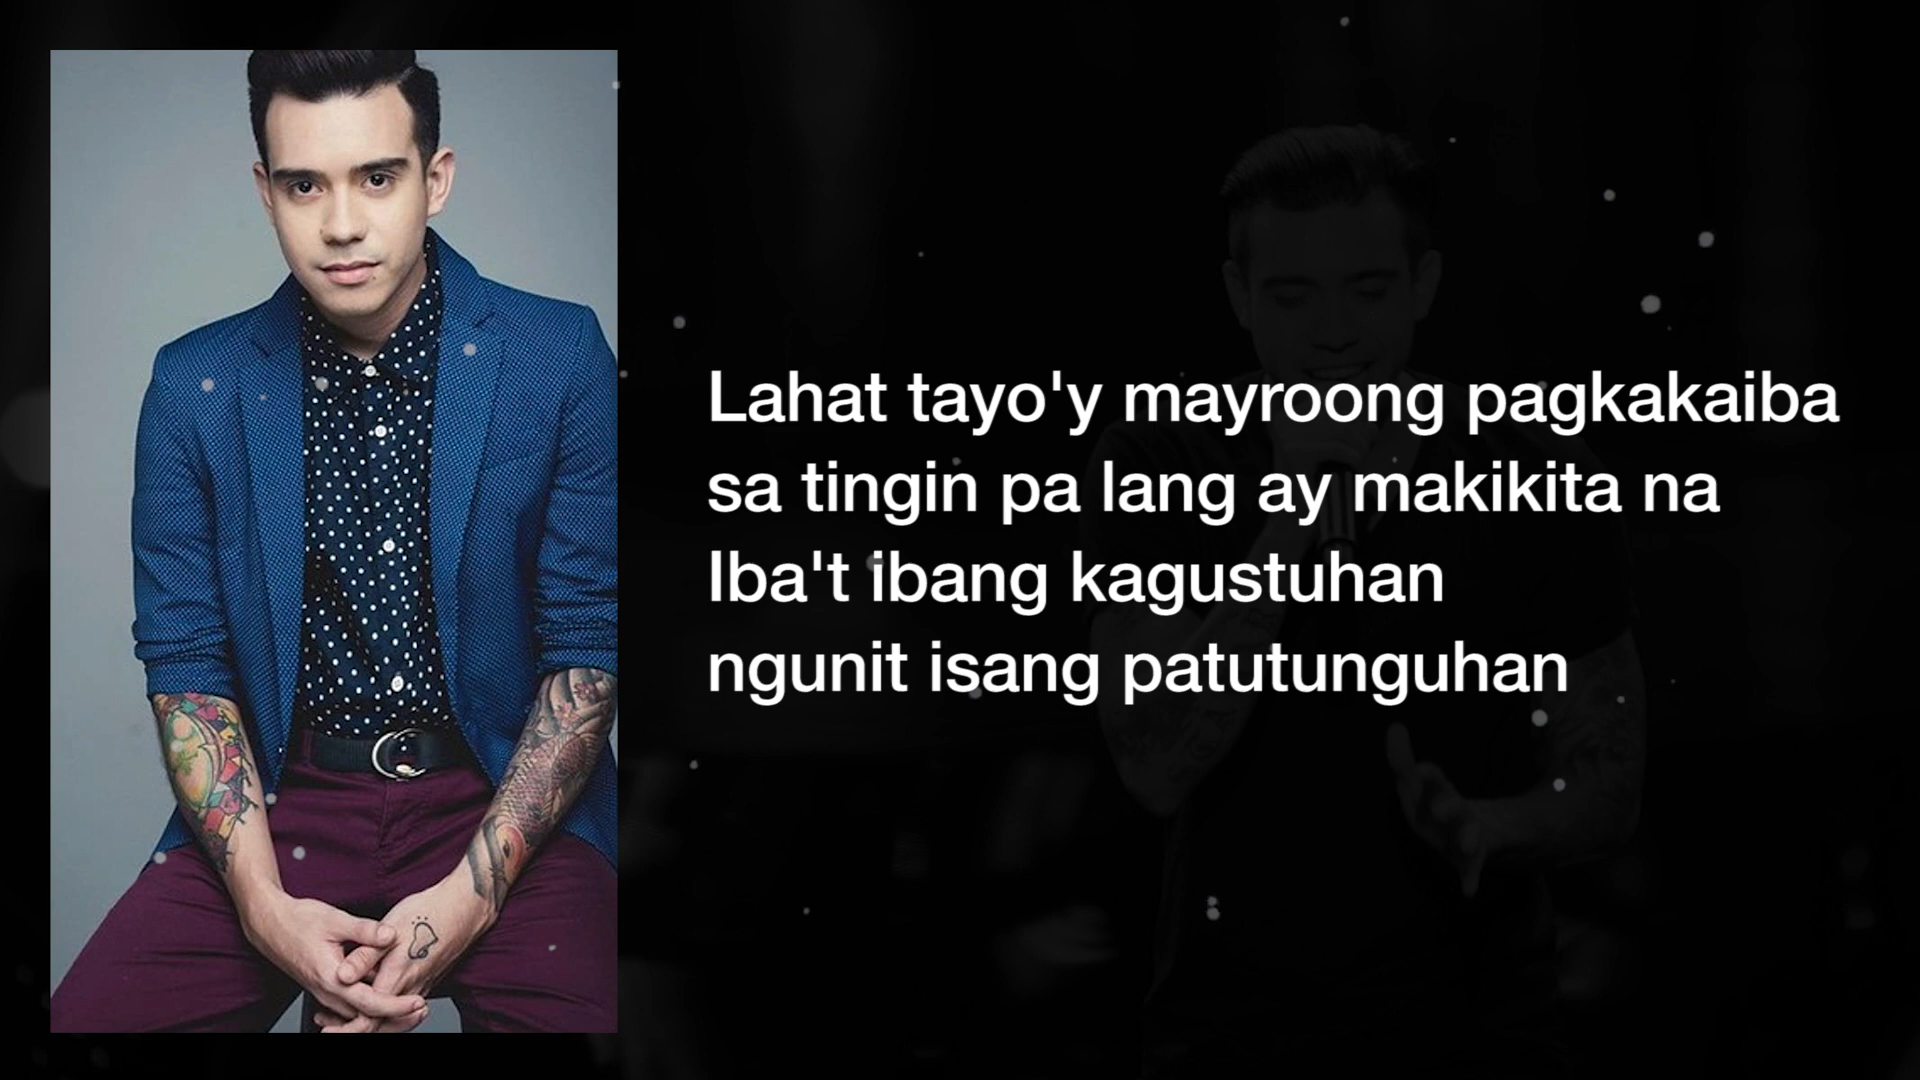 Lahat tayo'y mayroong pagkakaiba
sa tingin pa lang ay makikita na
Iba't ibang kagustuhan
ngunit isang patutunguhan